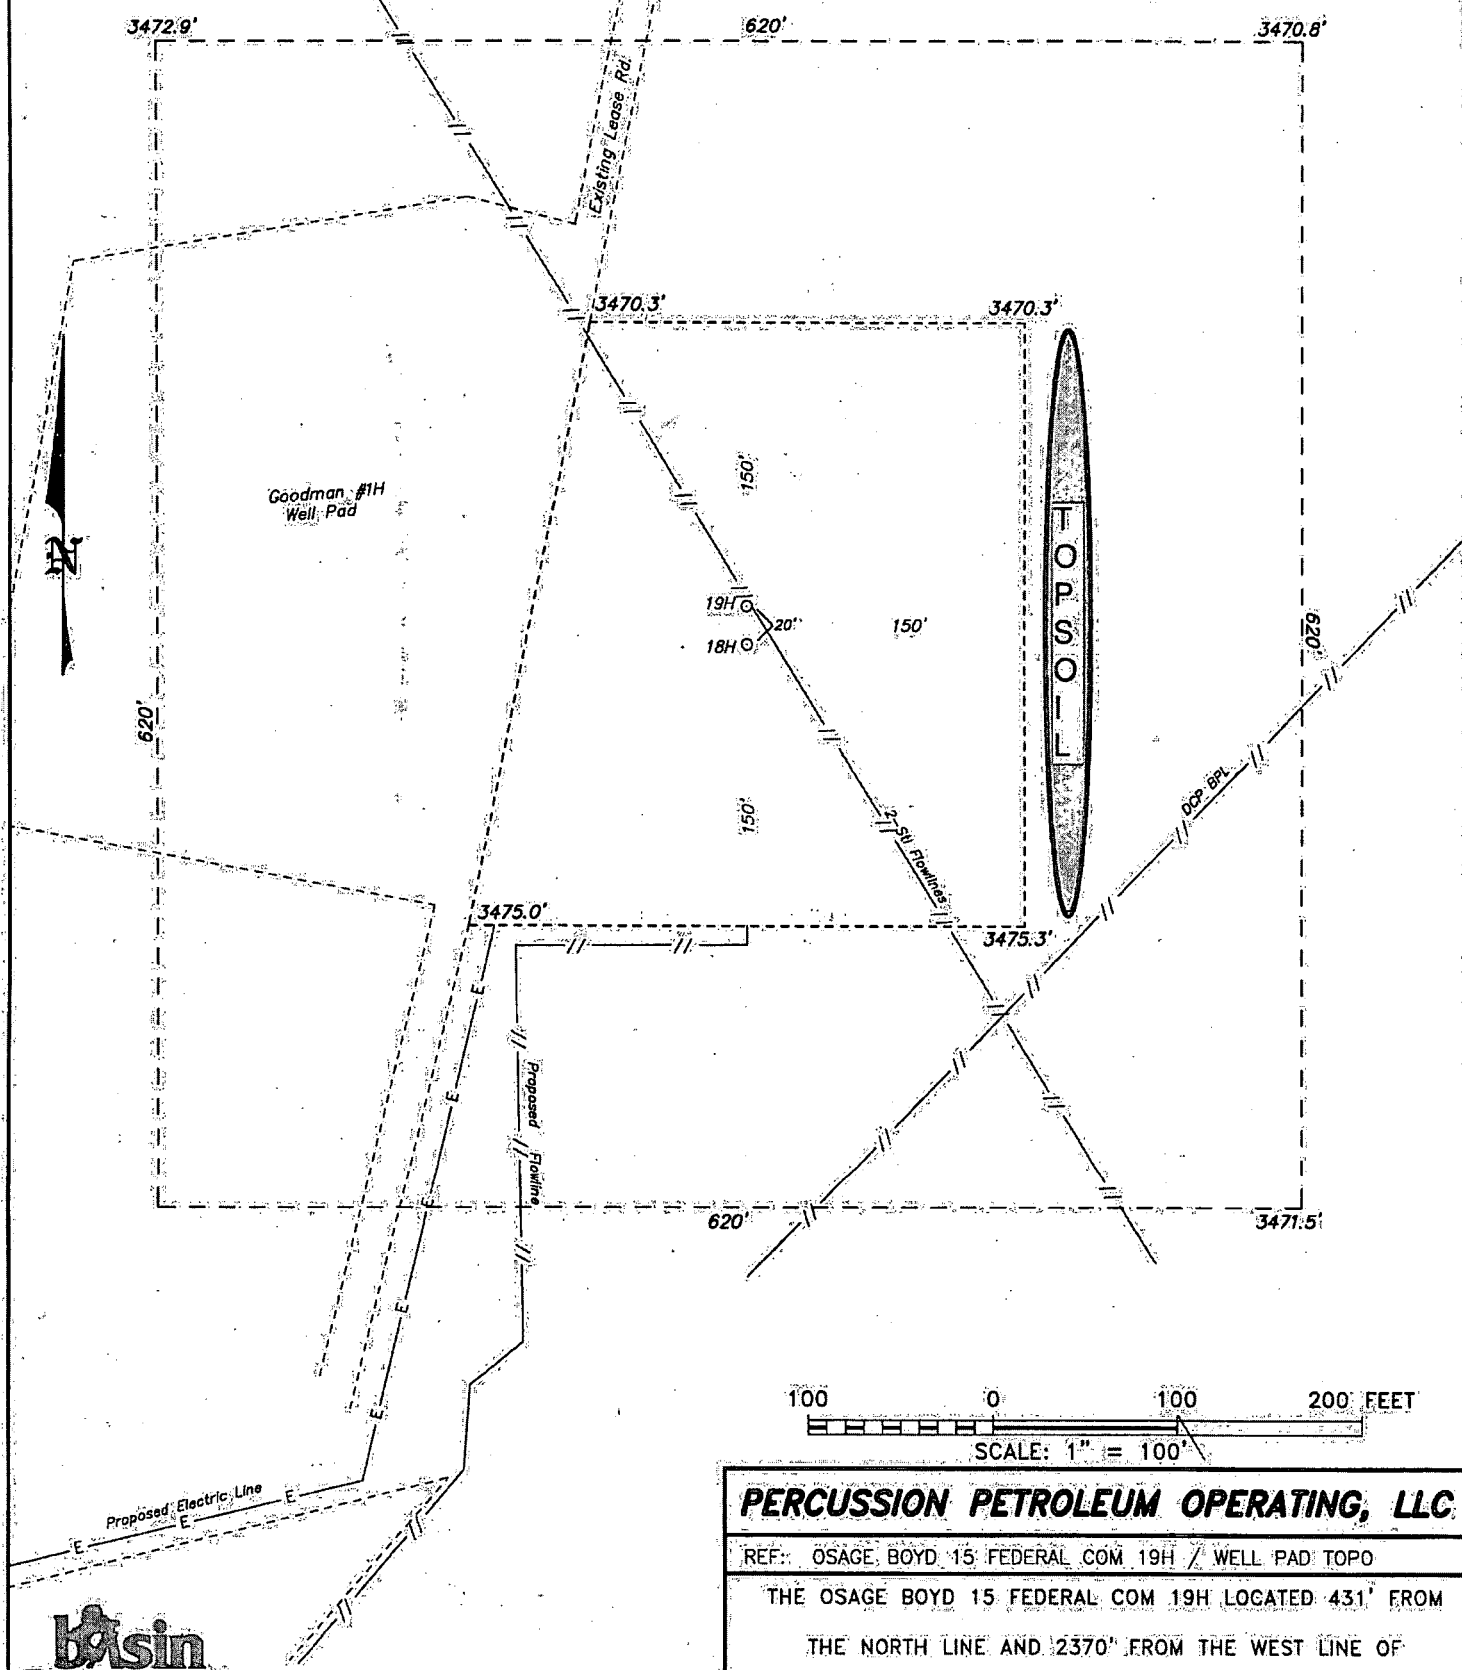 3472.9'
620'
3470.8'
Existing Lease Rd.
3470.3'
3470.3'
Goodman #1H
Well Pad
N
150'
TOPSOIL
19H
20'
150'
18H
620'
620'
DCP BPL
150'
2-Stl Flowlines
3475.0'
3475.3'
E
E
Proposed Flowline
E
620'
3471.5'
E
E
100 0 100 200 FEET
SCALE: 1" = 100'
Proposed Electric Line
E
E
E
PERCUSSION PETROLEUM OPERATING, LLC
REF: OSAGE BOYD 15 FEDERAL COM 19H / WELL PAD TOPO
THE OSAGE BOYD 15 FEDERAL COM 19H LOCATED 431' FROM
THE NORTH LINE AND 2370' FROM THE WEST LINE OF
basin